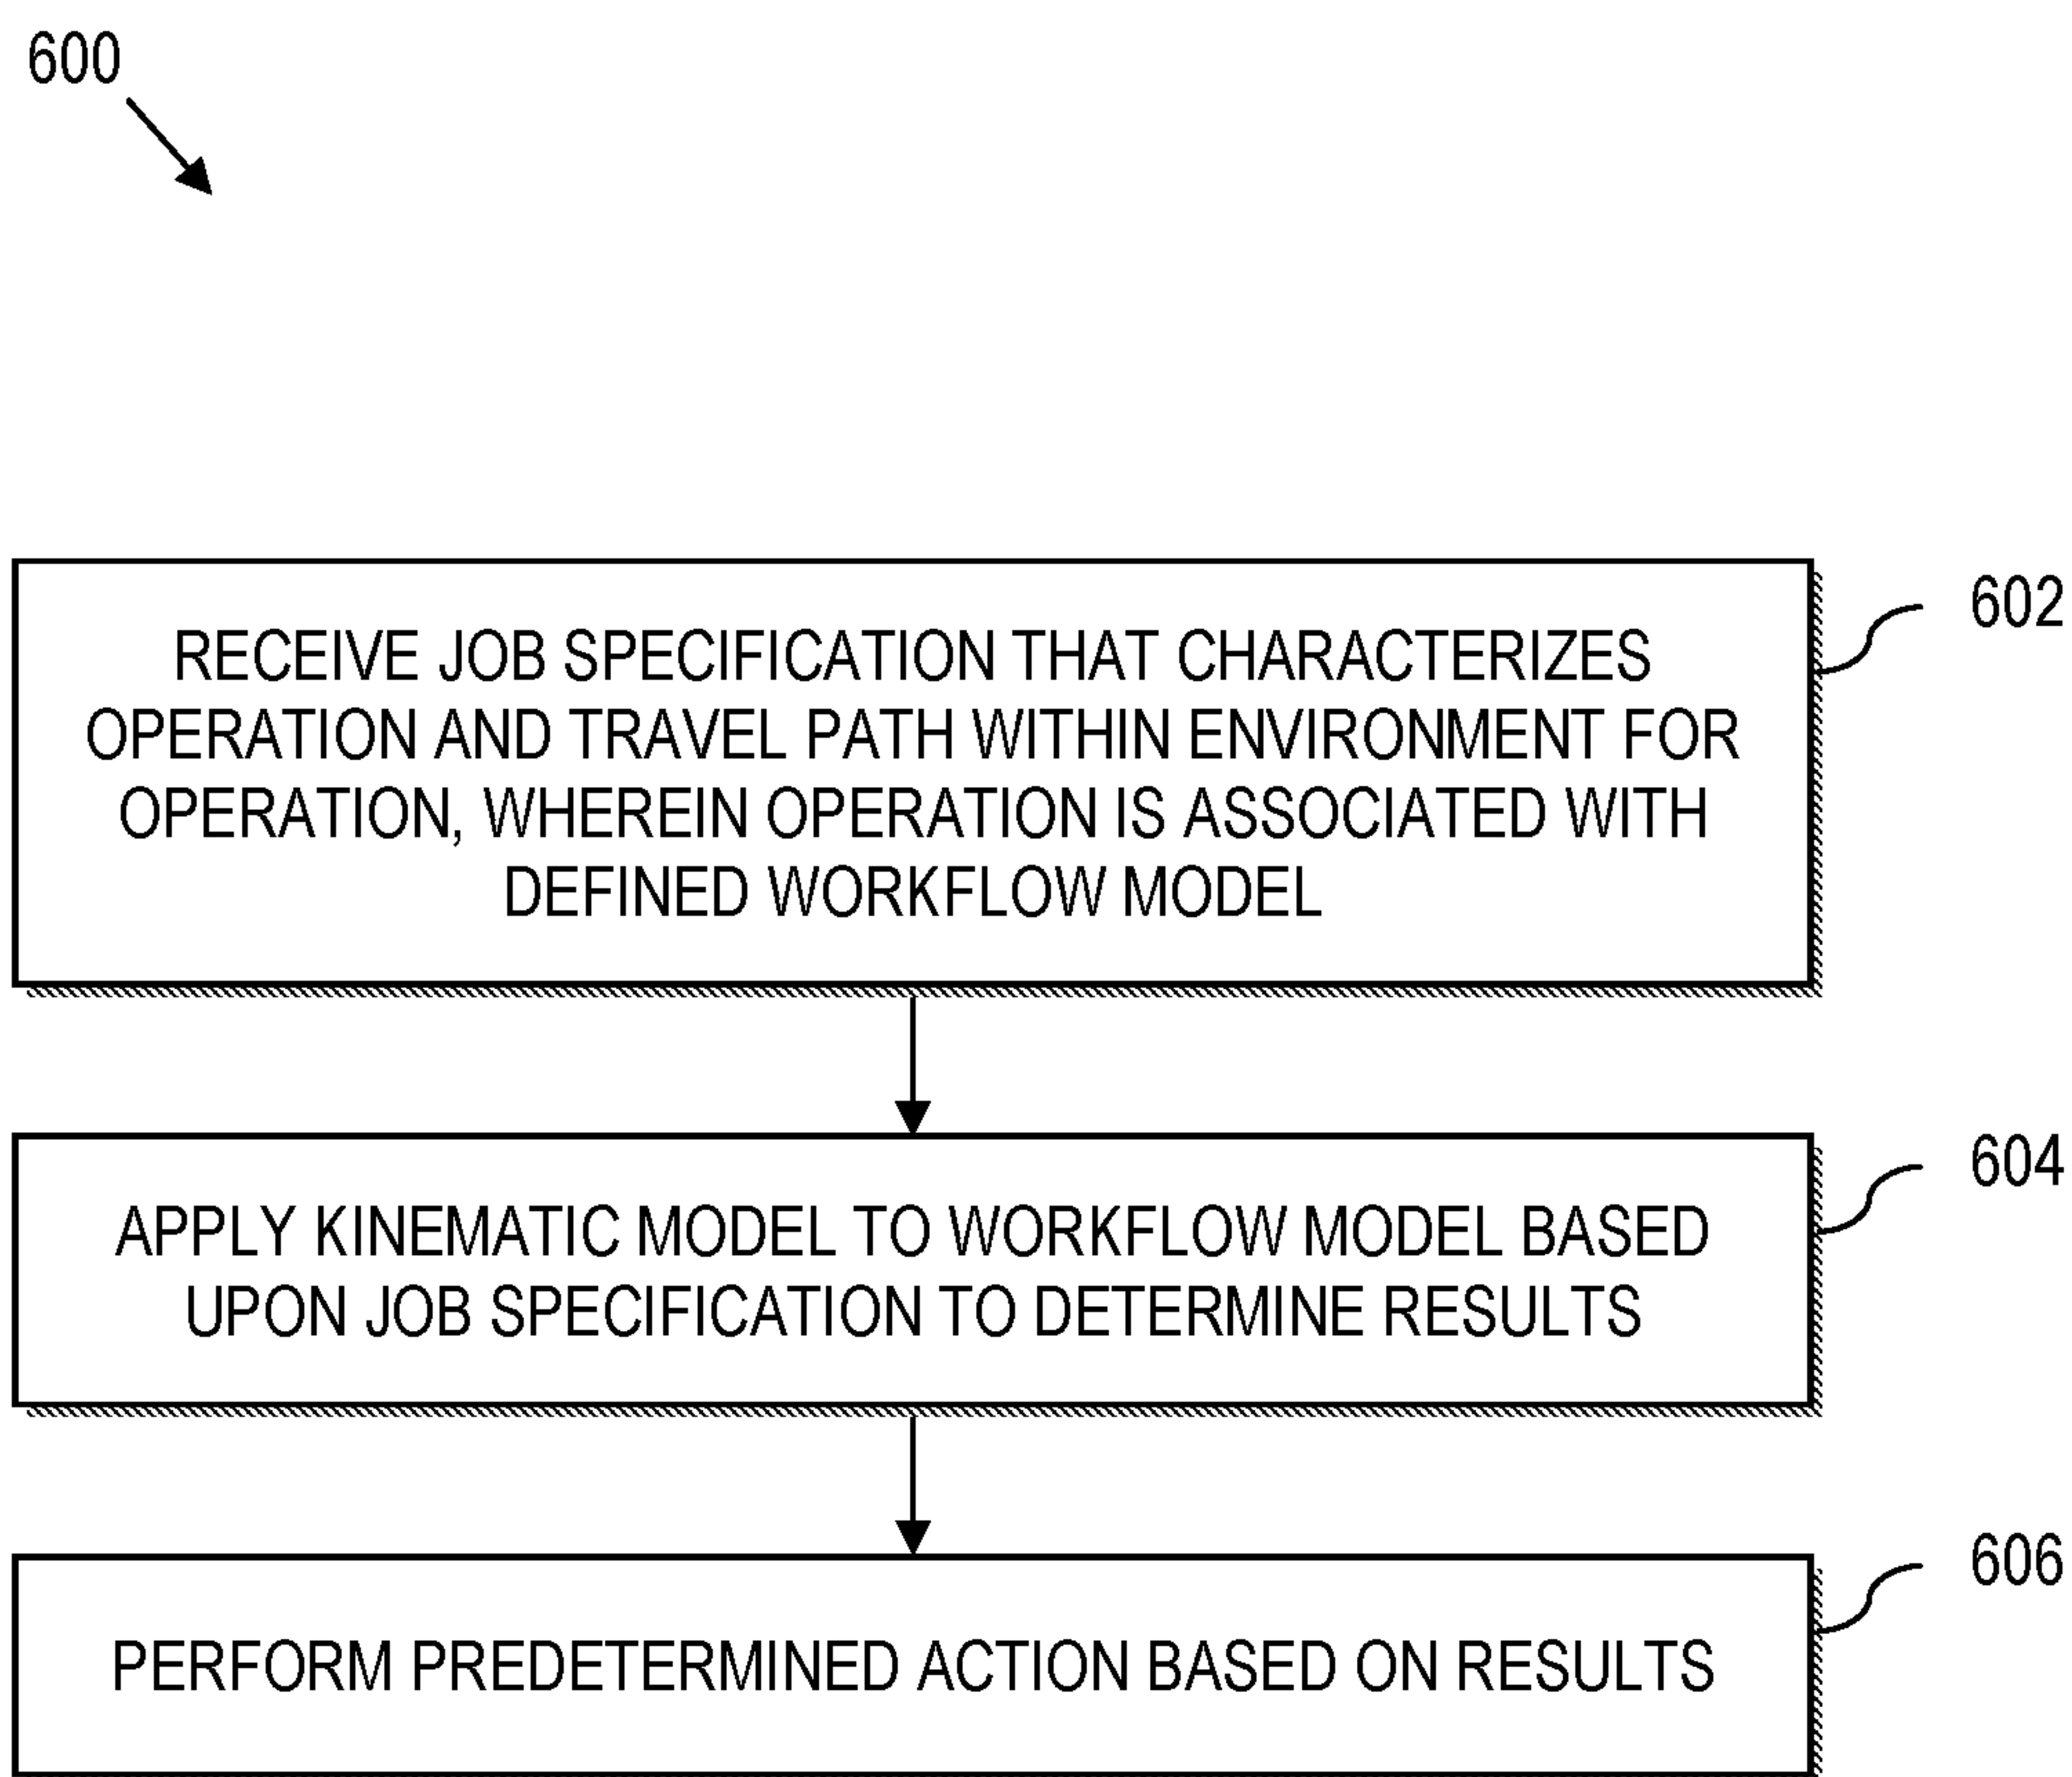 600
602
RECEIVE JOB SPECIFICATION THAT CHARACTERIZES
OPERATION AND TRAVEL PATH WITHIN ENVIRONMENT FOR
OPERATION, WHEREIN OPERATION IS ASSOCIATED WITH
DEFINED WORKFLOW MODEL
604
APPLY KINEMATIC MODEL TO WORKFLOW MODEL BASED
UPON JOB SPECIFICATION TO DETERMINE RESULTS
606
PERFORM PREDETERMINED ACTION BASED ON RESULTS